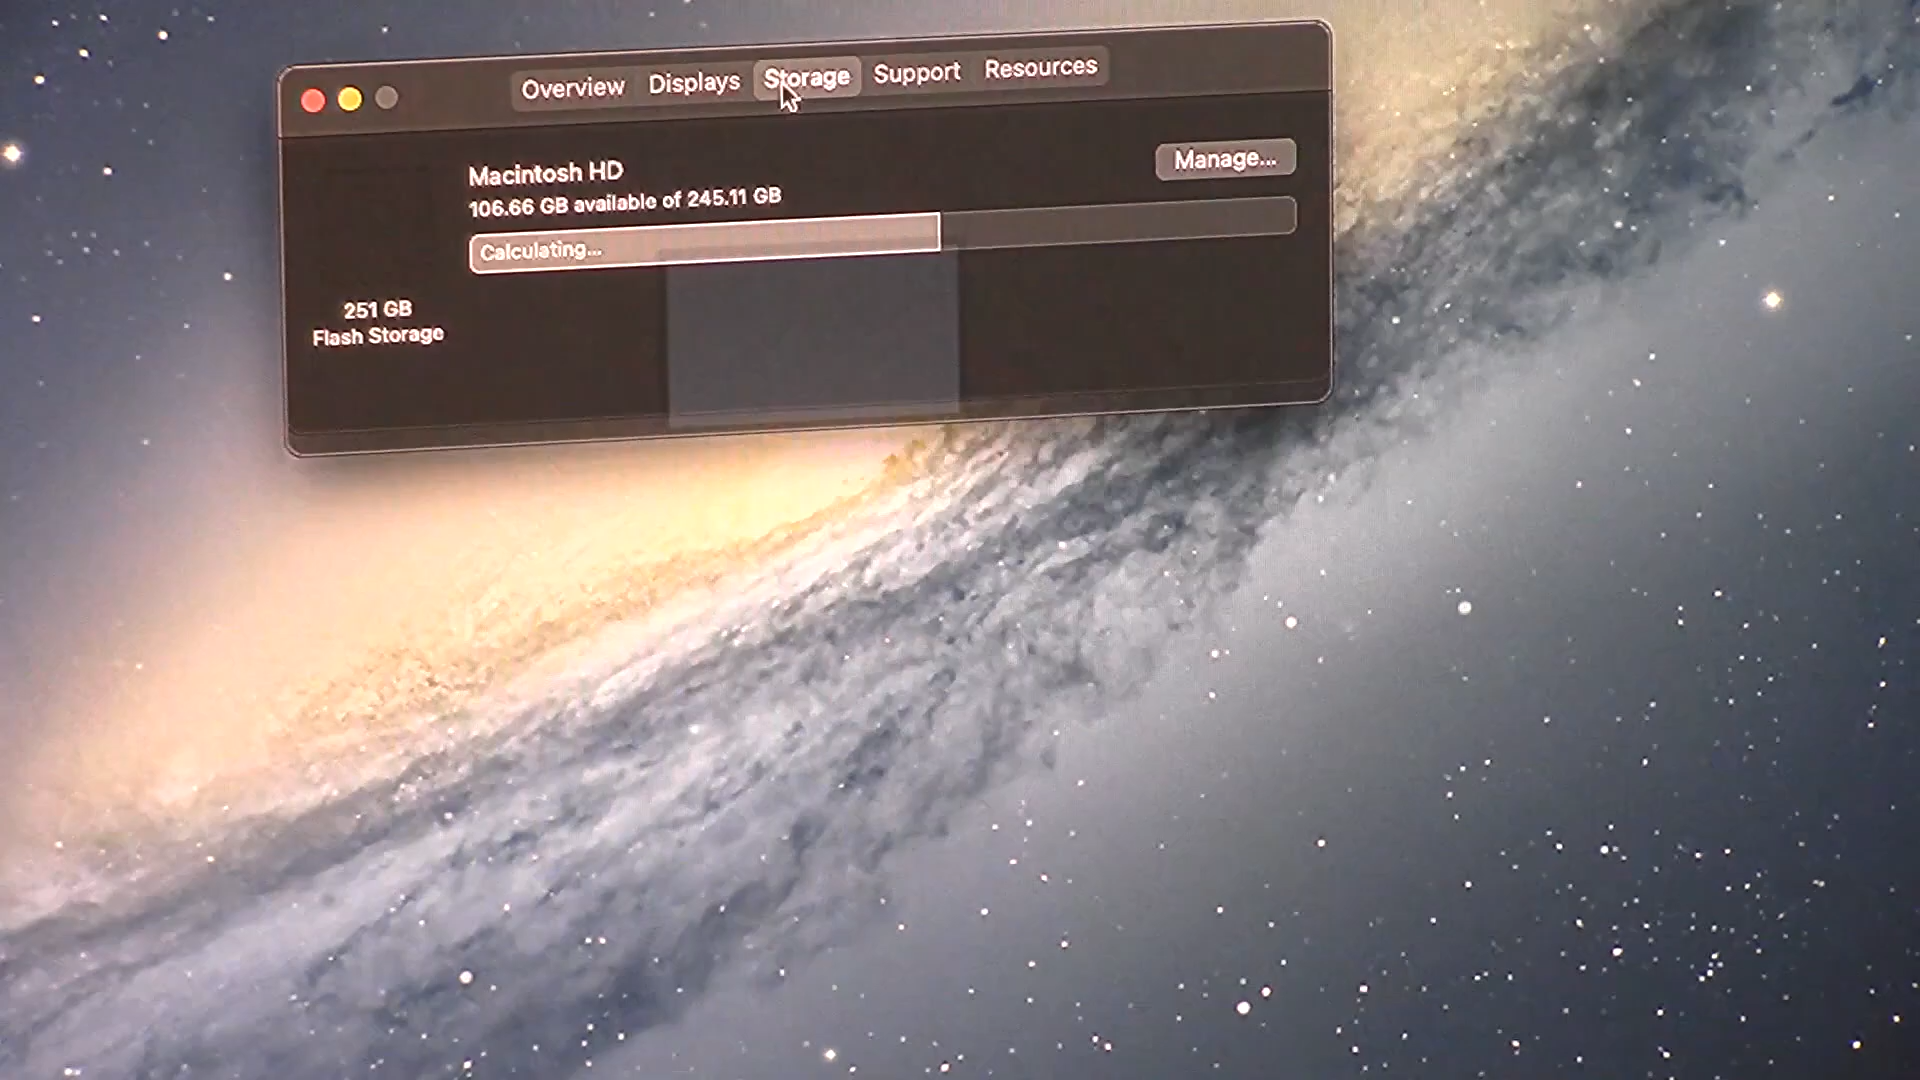 Overview Displays Storage Support Resources
Macintosh HD
Manage...
106.66 GB available of 245.11 GB
Calculating...
251 GB
Flash Storage